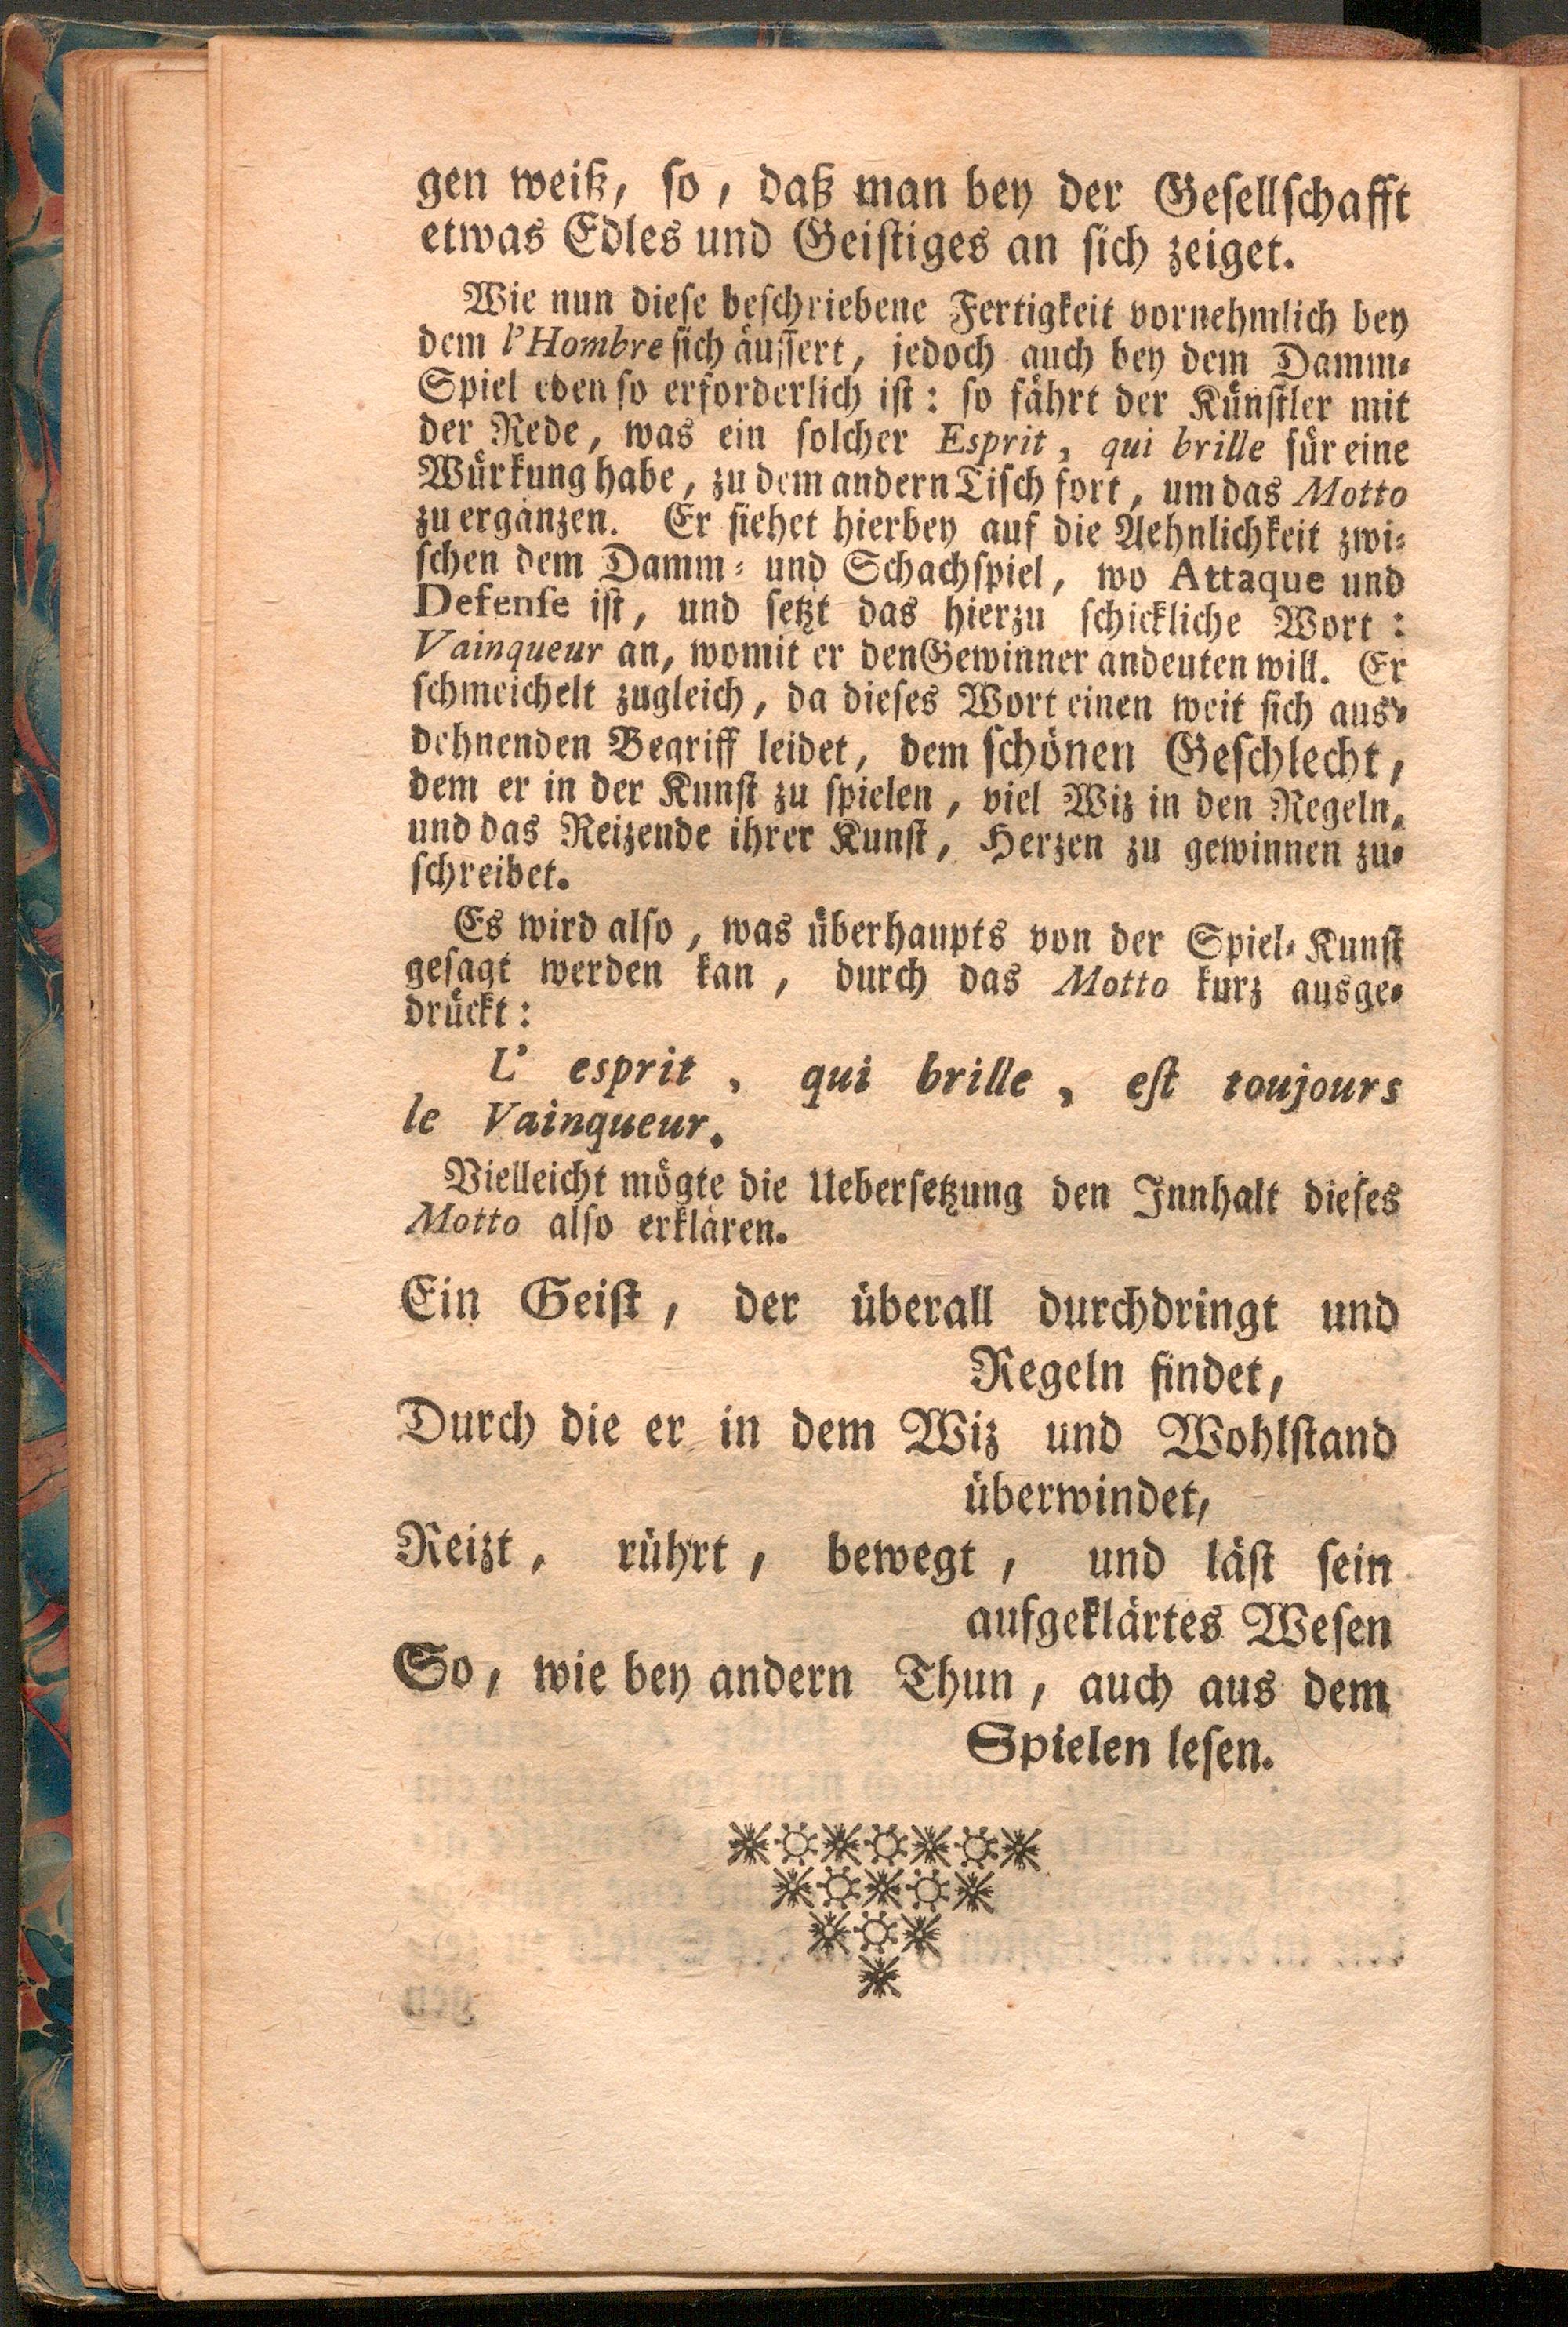 gen weiß, so, daß man bey der Gesellschafft
etwas Edles und Geistiges an sich zeiget.
Wie nun diese beschriebene Fertigkeit vornehmlich bey
dem l'Hombre sich äussert, jedoch auch bey dem Damm-
Spiel eben so erforderlich ist: so fährt der Künstler mit
der Rede, was ein solcher Esprit, qui brille für eine
Würkung habe, zu dem andern Tisch fort, um das Motto
zu ergänzen. Er siehet hierbey auf die Aehnlichkeit zwi-
schen dem Damm- und Schachspiel, wo Attaque und
Defense ist, und setzt das hierzu schickliche Wort:
Vainqueur an, womit er den Gewinner andeuten will. Er
schmeichelt zugleich, da dieses Wort einen weit sich aus-
dehnenden Begriff leidet, dem schönen Geschlecht,
dem er in der Kunst zu spielen, viel Wiz in den Regeln,
und das Reizende ihrer Kunst, Herzen zu gewinnen zu-
schreibet.
Es wird also, was überhaupts von der Spiel-Kunst
gesagt werden kan, durch das Motto kurz ausge-
drückt:
L' esprit, qui brille, est toujours
le Vainqueur.
Vielleicht mögte die Uebersetzung den Innhalt dieses
Motto also erklären.
Ein Geist, der überall durchdringt und
Regeln findet,
Durch die er in dem Wiz und Wohlstand
überwindet,
Reizt, rührt, bewegt, und läst sein
aufgeklärtes Wesen
So, wie bey andern Thun, auch aus dem
Spielen lesen.